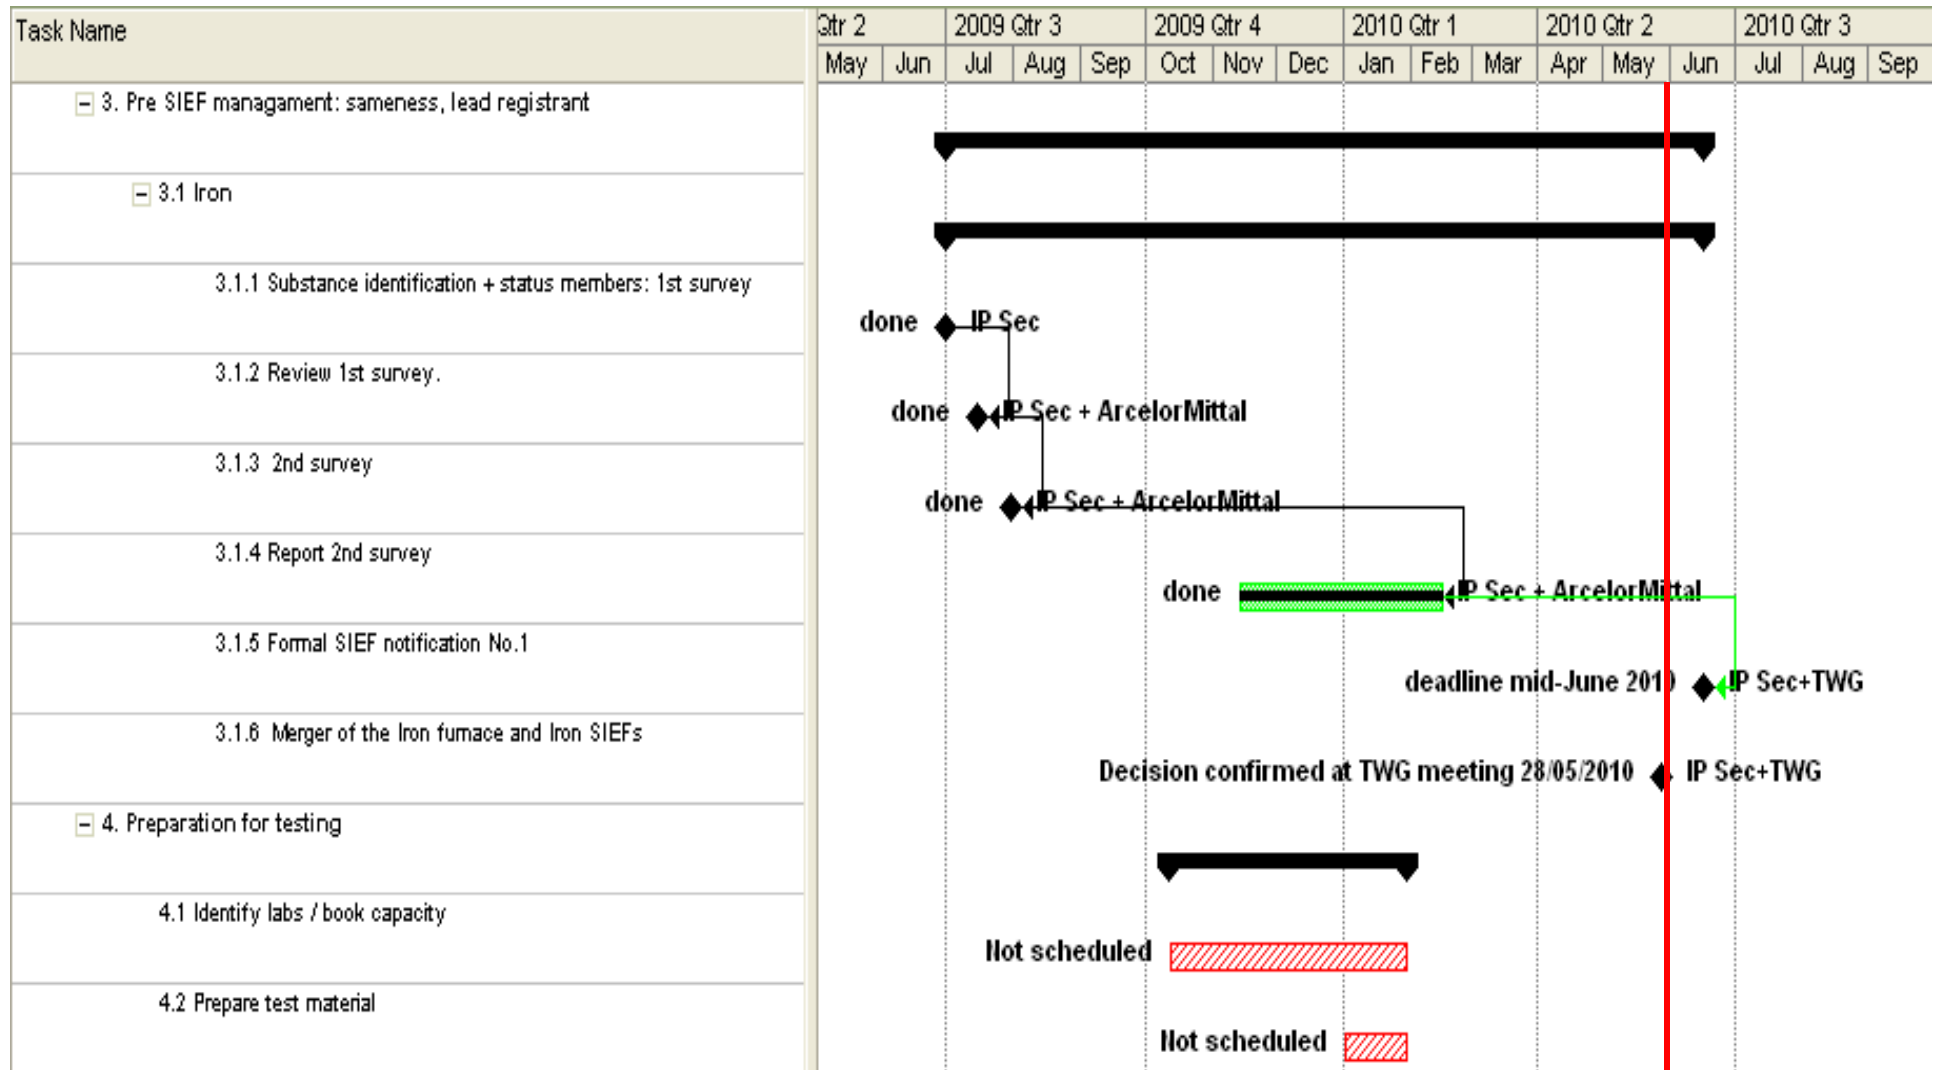 Task Name
Qtr 2 2009 Qtr 3 2009 Qtr 4 2010 Qtr 1 2010 Qtr 2 2010 Qtr 3
May Jun Jul Aug Sep Oct Nov Dec Jan Feb Mar Apr May Jun Jul Aug Sep
3. Pre SIEF managament: sameness, lead registrant
3.1 Iron
3.1.1 Substance identification + status members: 1st survey
done IP Sec
3.1.2 Review 1st survey.
done IP Sec + ArcelorMittal
3.1.3 2nd survey
done IP Sec + ArcelorMittal
3.1.4 Report 2nd survey
done IP Sec + ArcelorMittal
3.1.5 Formal SIEF notification No.1
deadline mid-June 2010 IP Sec+TWG
3.1.6 Merger of the Iron furnace and Iron SIEFs
Decision confirmed at TWG meeting 28/05/2010 IP Sec+TWG
4. Preparation for testing
4.1 Identify labs / book capacity
Not scheduled
4.2 Prepare test material
Not scheduled